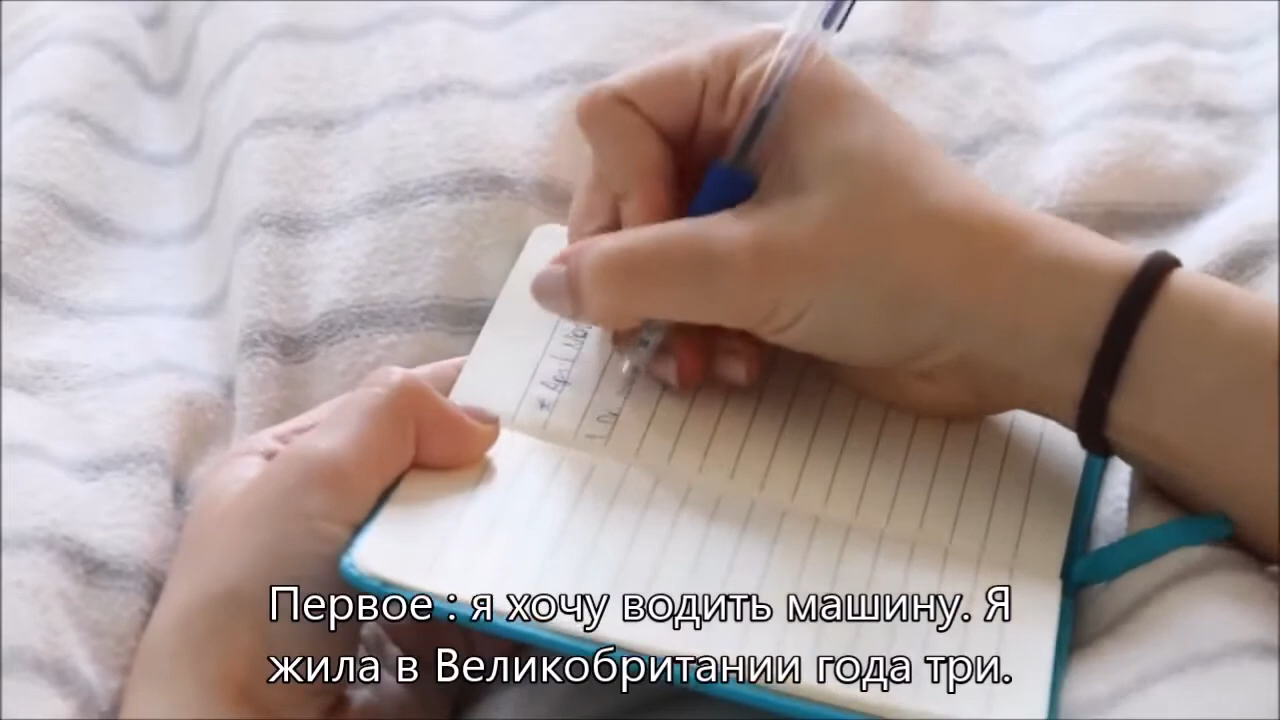 Первое : я хочу водить машину. Я
жила в Великобритании года три.